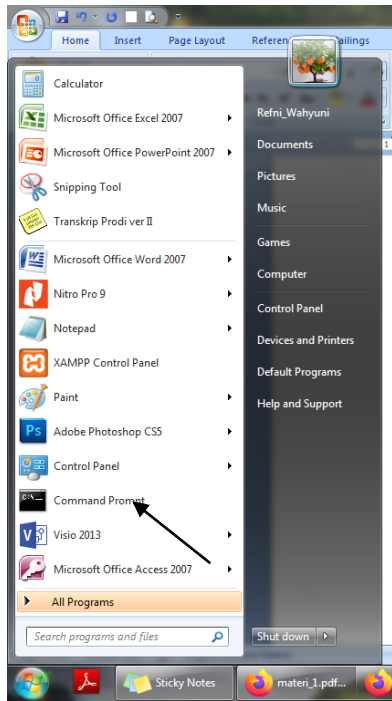 Home Insert Page Layout Referen ailings
Calculator
Microsoft Office Excel 2007
Microsoft Office PowerPoint 2007
Snipping Tool
Transkrip Prodi ver II
Microsoft Office Word 2007
Nitro Pro 9
Notepad
XAMPP Control Panel
Paint
Ps Adobe Photoshop CS5
Control Panel
C:\_ Command Prompt
Visio 2013
Microsoft Office Access 2007
All Programs
Search programs and files
Refni_Wahyuni
Documents
Pictures
Music
Games
Computer
Control Panel
Devices and Printers
Default Programs
Help and Support
Shut down
1
Sticky Notes materi_1.pdf...